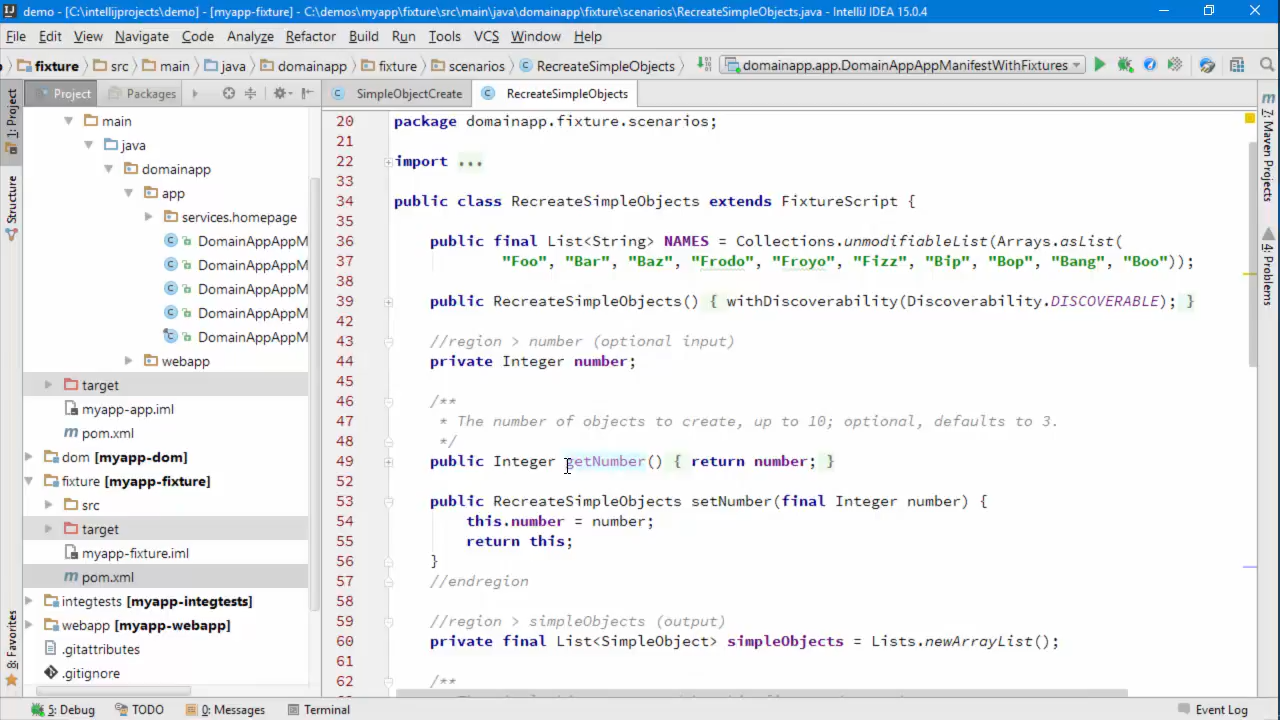 demo - [C:\intellijprojects\demo] - [myapp-fixture] - C:\demos\myapp\fixture\src\main\java\domainapp\fixture\scenarios\RecreateSimpleObjects.java - IntelliJ IDEA 15.0.4
File Edit View Navigate Code Analyze Refactor Build Run Tools VCS Window Help
fixture src main java domainapp fixture scenarios RecreateSimpleObjects domainapp.app.DomainAppAppManifestWithFixtures
Project Packages SimpleObjectCreate RecreateSimpleObjects
1: Project
Structure
8: Favorites
main
java
domainapp
app
services.homepage
DomainAppAppM
DomainAppAppM
DomainAppAppM
DomainAppAppM
DomainAppAppM
webapp
target
myapp-app.iml
pom.xml
dom [myapp-dom]
fixture [myapp-fixture]
src
target
myapp-fixture.iml
pom.xml
integtests [myapp-integtests]
webapp [myapp-webapp]
.gitattributes
.gitignore
20 package domainapp.fixture.scenarios;
21
22 import ...
33
34 public class RecreateSimpleObjects extends FixtureScript {
35
36 public final List<String> NAMES = Collections.unmodifiableList(Arrays.asList(
37 "Foo", "Bar", "Baz", "Frodo", "Froyo", "Fizz", "Bip", "Bop", "Bang", "Boo"));
38
39 public RecreateSimpleObjects() { withDiscoverability(Discoverability.DISCOVERABLE); }
42
43 //region > number (optional input)
44 private Integer number;
45
46 /**
47 * The number of objects to create, up to 10; optional, defaults to 3.
48 */
49 public Integer getNumber() { return number; }
52
53 public RecreateSimpleObjects setNumber(final Integer number) {
54 this.number = number;
55 return this;
56 }
57 //endregion
58
59 //region > simpleObjects (output)
60 private final List<SimpleObject> simpleObjects = Lists.newArrayList();
61
62 /**
Maven Projects
4: Problems
5: Debug TODO 0: Messages Terminal Event Log